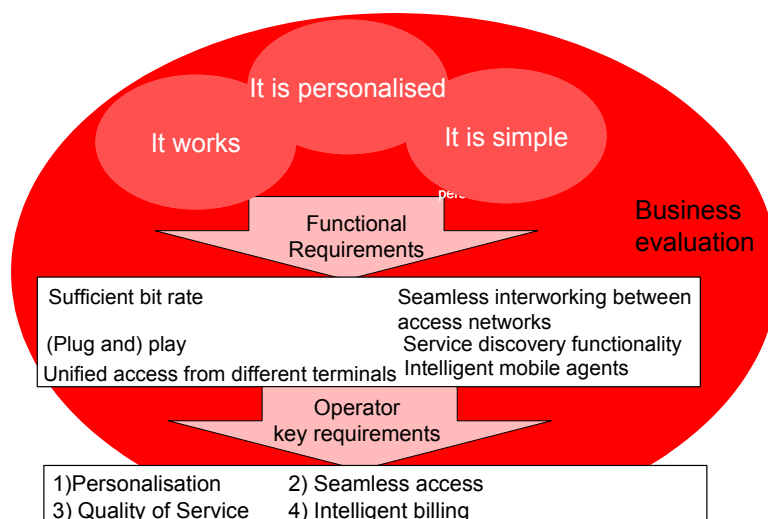 It is personalised
It works
It is simple
Functional
Requirements
Business
evaluation
Sufficient bit rate
Seamless interworking between
access networks
(Plug and) play
Service discovery functionality
Unified access from different terminals
Intelligent mobile agents
Operator
key requirements
1)Personalisation 2) Seamless access
3) Quality of Service 4) Intelligent billing